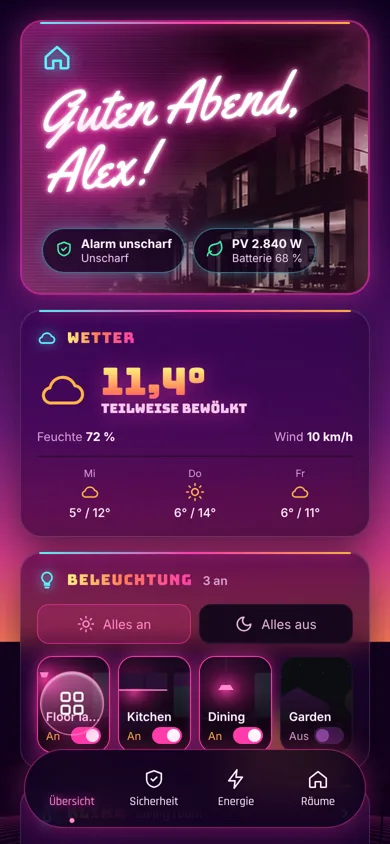 Guten Abend,
Alex!
Alarm unscharf
Unscharf
PV 2.840 W
Batterie 68 %
WETTER
11,4°
TEILWEISE BEWÖLKT
Feuchte 72 %
Wind 10 km/h
Mi
Do
Fr
5° / 12°
6° / 14°
6° / 11°
BELEUCHTUNG 3 an
Alles an
Alles aus
Floor la...
Kitchen
Dining
Garden
An
An
An
Aus
Übersicht
Sicherheit
Energie
Räume